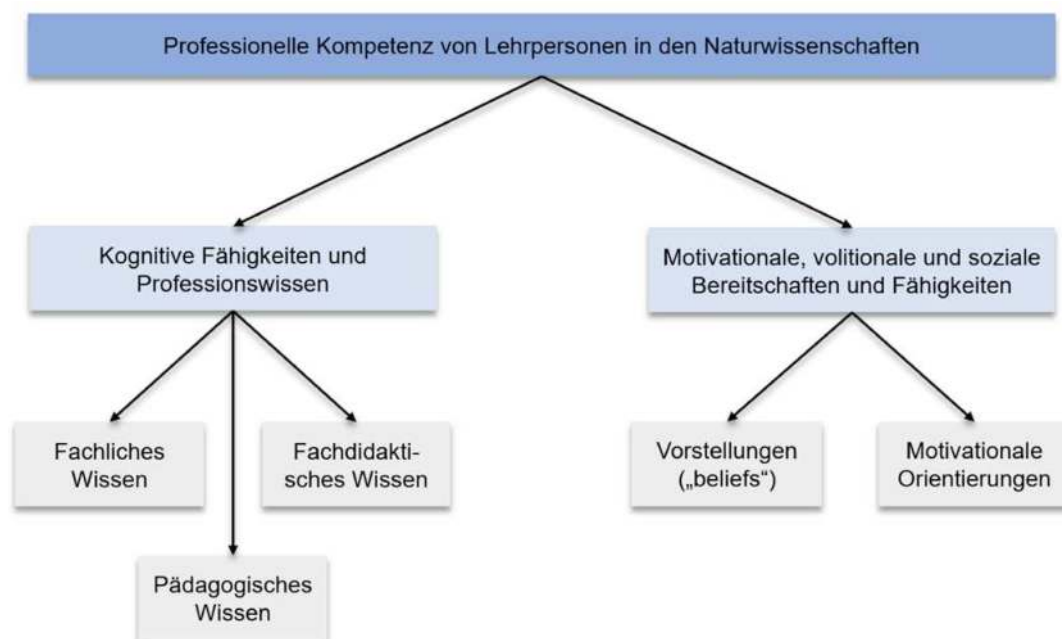 Professionelle Kompetenz von Lehrpersonen in den Naturwissenschaften
Kognitive Fähigkeiten und
Professionswissen
Motivationale, volitionale und soziale
Bereitschaften und Fähigkeiten
Fachliches
Wissen
Fachdidakti-
sches Wissen
Vorstellungen
(„beliefs“)
Motivationale
Orientierungen
Pädagogisches
Wissen